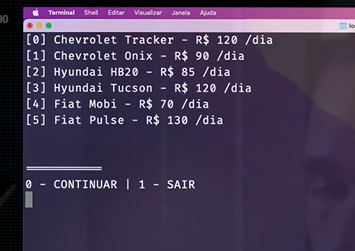 Terminal Shell Editar Visualizar Janela Ajuda
lo
[0] Chevrolet Tracker - R$ 120 /dia
[1] Chevrolet Onix - R$ 90 /dia
[2] Hyundai HB20 - R$ 85 /dia
[3] Hyundai Tucson - R$ 120 /dia
[4] Fiat Mobi - R$ 70 /dia
[5] Fiat Pulse - R$ 130 /dia
0 - CONTINUAR | 1 - SAIR